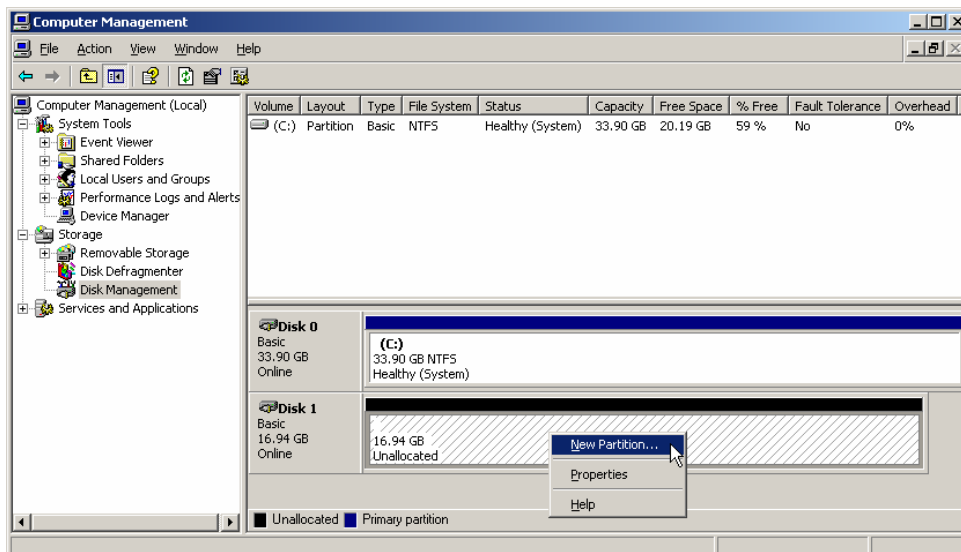 Computer Management
File Action View Window Help
Computer Management (Local)
System Tools
Event Viewer
Shared Folders
Local Users and Groups
Performance Logs and Alerts
Device Manager
Storage
Removable Storage
Disk Defragmenter
Disk Management
Services and Applications
Volume Layout Type File System Status Capacity Free Space % Free Fault Tolerance Overhead
(C:) Partition Basic NTFS Healthy (System) 33.90 GB 20.19 GB 59 % No 0%
Disk 0
Basic
33.90 GB
Online
(C:)
33.90 GB NTFS
Healthy (System)
Disk 1
Basic
16.94 GB
Online
16.94 GB
Unallocated
New Partition...
Properties
Help
Unallocated Primary partition